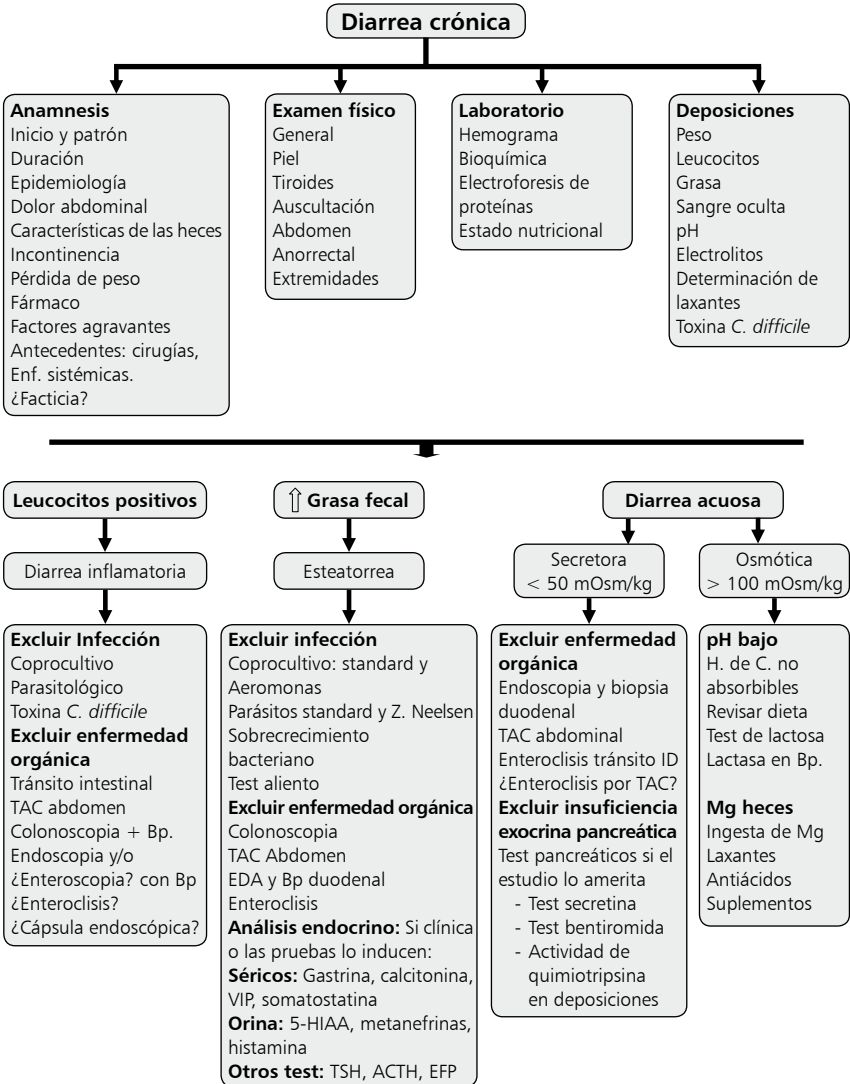 Diarrea crónica
Anamnesis
Inicio y patrón
Duración
Epidemiología
Dolor abdominal
Características de las heces
Incontinencia
Pérdida de peso
Fármaco
Factores agravantes
Antecedentes: cirugías,
Enf. sistémicas.
¿Facticia?
Examen físico
General
Piel
Tiroides
Auscultación
Abdomen
Anorrectal
Extremidades
Laboratorio
Hemograma
Bioquímica
Electroforesis de
proteínas
Estado nutricional
Deposiciones
Peso
Leucocitos
Grasa
Sangre oculta
pH
Electrolitos
Determinación de
laxantes
Toxina C. difficile
Leucocitos positivos
Diarrea inflamatoria
Excluir Infección
Coprocultivo
Parasitológico
Toxina C. difficile
Excluir enfermedad
orgánica
Tránsito intestinal
TAC abdomen
Colonoscopia + Bp.
Endoscopia y/o
¿Enteroscopia? con Bp
¿Enteroclisis?
¿Cápsula endoscópica?
⇧ Grasa fecal
Esteatorrea
Excluir infección
Coprocultivo: standard y
Aeromonas
Parásitos standard y Z. Neelsen
Sobrecrecimiento
bacteriano
Test aliento
Excluir enfermedad orgánica
Colonoscopia
TAC Abdomen
EDA y Bp duodenal
Enteroclisis
Análisis endocrino: Si clínica
o las pruebas lo inducen:
Séricos: Gastrina, calcitonina,
VIP, somatostatina
Orina: 5-HIAA, metanefrinas,
histamina
Otros test: TSH, ACTH, EFP
Diarrea acuosa
Secretora
< 50 mOsm/kg
Excluir enfermedad
orgánica
Endoscopia y biopsia
duodenal
TAC abdominal
Enteroclisis tránsito ID
¿Enteroclisis por TAC?
Excluir insuficiencia
exocrina pancreática
Test pancreáticos si el
estudio lo amerita
- Test secretina
- Test bentiromida
- Actividad de
quimiotripsina
en deposiciones
Osmótica
> 100 mOsm/kg
pH bajo
H. de C. no
absorbibles
Revisar dieta
Test de lactosa
Lactasa en Bp.
Mg heces
Ingesta de Mg
Laxantes
Antiácidos
Suplementos